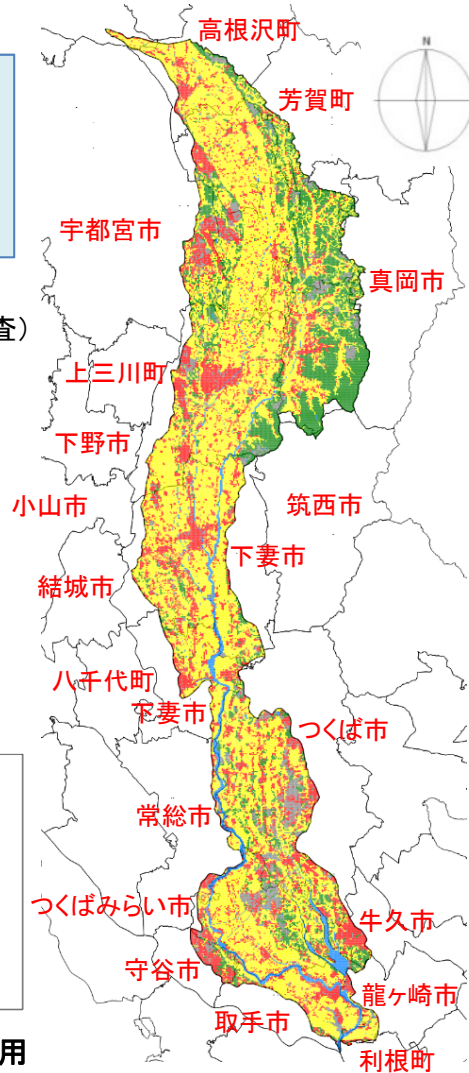 高根沢町
N
芳賀町
宇都宮市
真岡市
査)
上三川町
下野市
小山市
筑西市
下妻市
結城市
八千代町
下妻市
つくば市
常総市
つくばみらい市
牛久市
守谷市
龍ヶ崎市
取手市
用
利根町